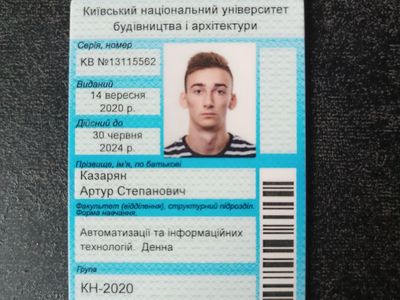 Київський національний університет
будівництва і архітектури
Серія, номер
КВ №13115562
Виданий
14 вересня
2020 р.
Дійсний до
30 червня
2024 р.
Прізвище, ім'я, по батькові
Казарян
Артур Степанович
Факультет (відділення), структурний підрозділ.
Форма навчання.
Автоматизації та інформаційних
технологій. Денна
Група
КН-2020